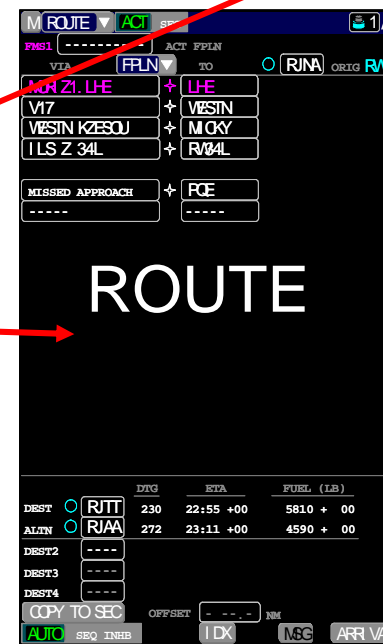 M ROUTE ▼ ACT SEC 1
FMS1 ---------- ACT FPLN
VIA FPLN ▼ TO RJNA ORIG RW
Z1.LHE LHE
V17 WESTN
WESTN KZESOU MICKY
ILS Z 34L RW34L
MISSED APPROACH PQE
----- -----
ROUTE
DTG ETA FUEL (LB)
DEST RJTT 230 22:55 +00 5810 + 00
ALTN RJAA 272 23:11 +00 4590 + 00
DEST2 ----
DEST3 ----
DEST4 ----
COPY TO SEC OFFSET - --.- NM
AUTO SEQ INHB IDX MSG ARRIVA